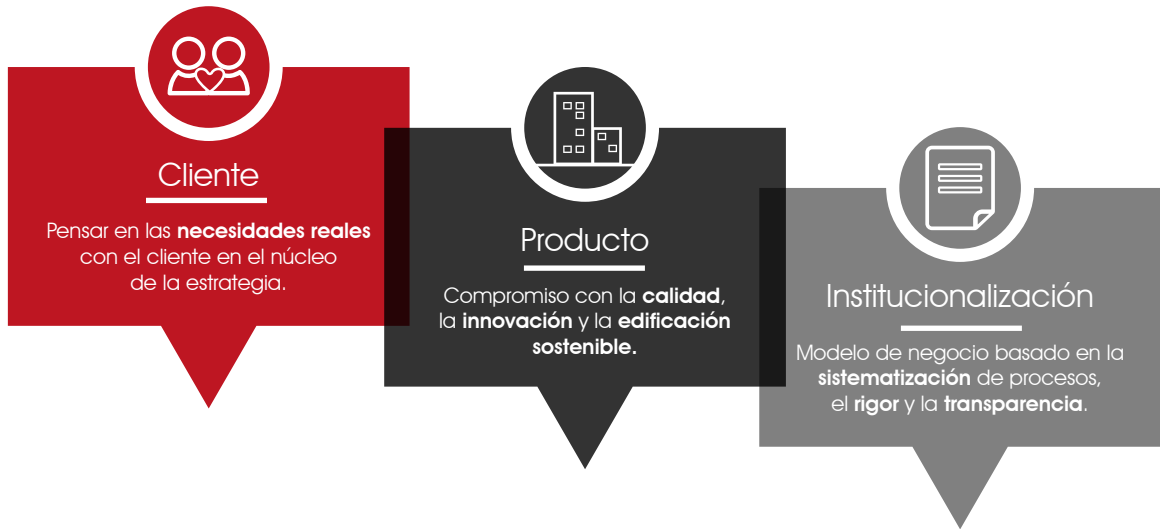 Cliente
Pensar en las necesidades reales
con el cliente en el núcleo
de la estrategia.
Producto
Compromiso con la calidad,
la innovación y la edificación
sostenible.
Institucionalización
Modelo de negocio basado en la
sistematización de procesos,
el rigor y la transparencia.